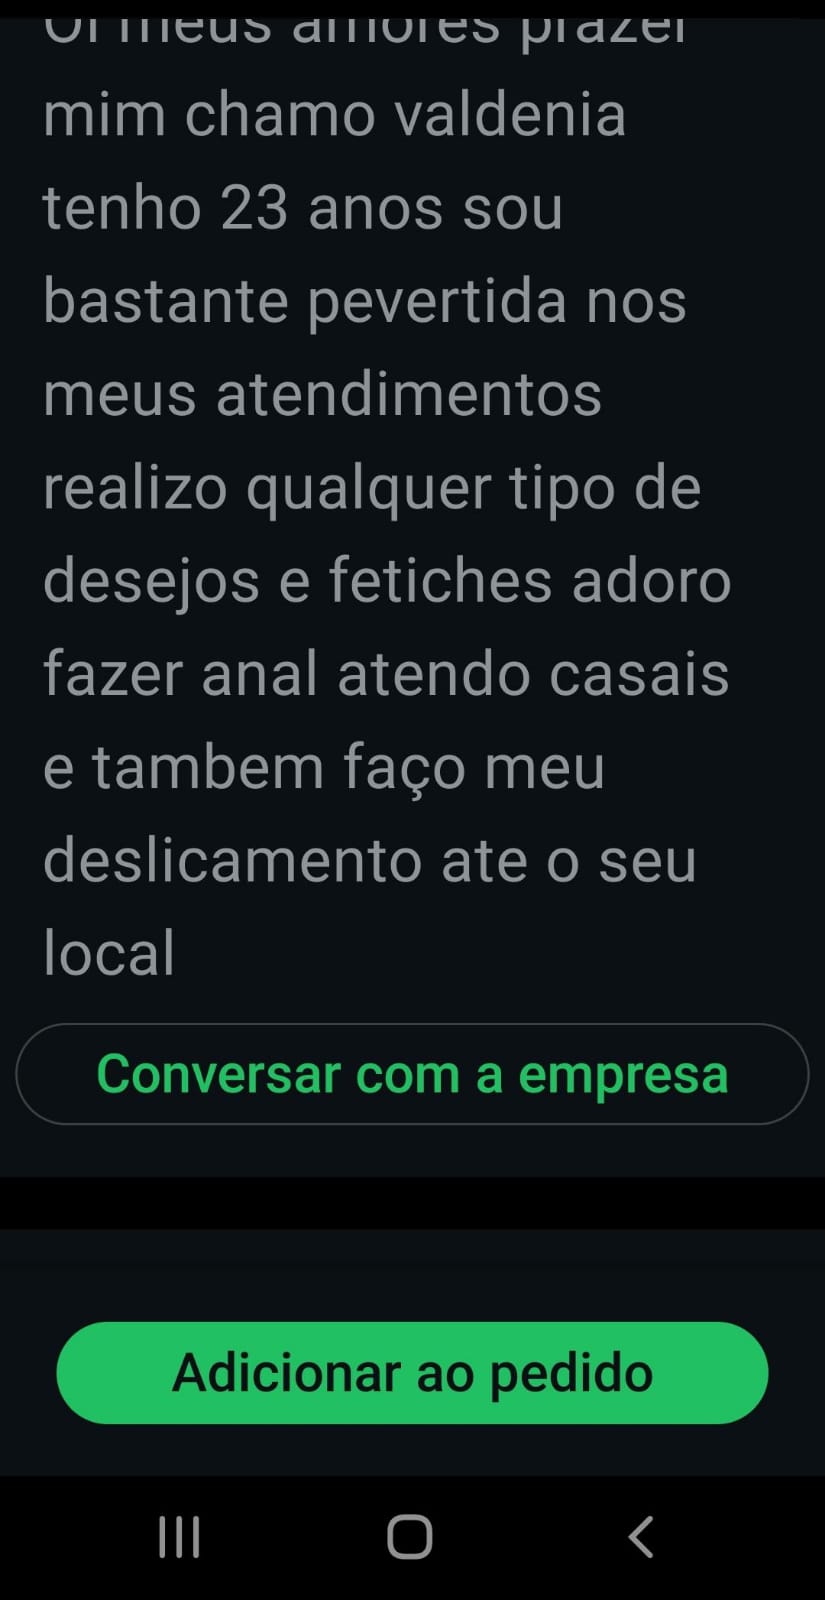 Oi meus amores prazer
mim chamo valdenia
tenho 23 anos sou
bastante pevertida nos
meus atendimentos
realizo qualquer tipo de
desejos e fetiches adoro
fazer anal atendo casais
e tambem faço meu
deslicamento ate o seu
local
Conversar com a empresa
Adicionar ao pedido